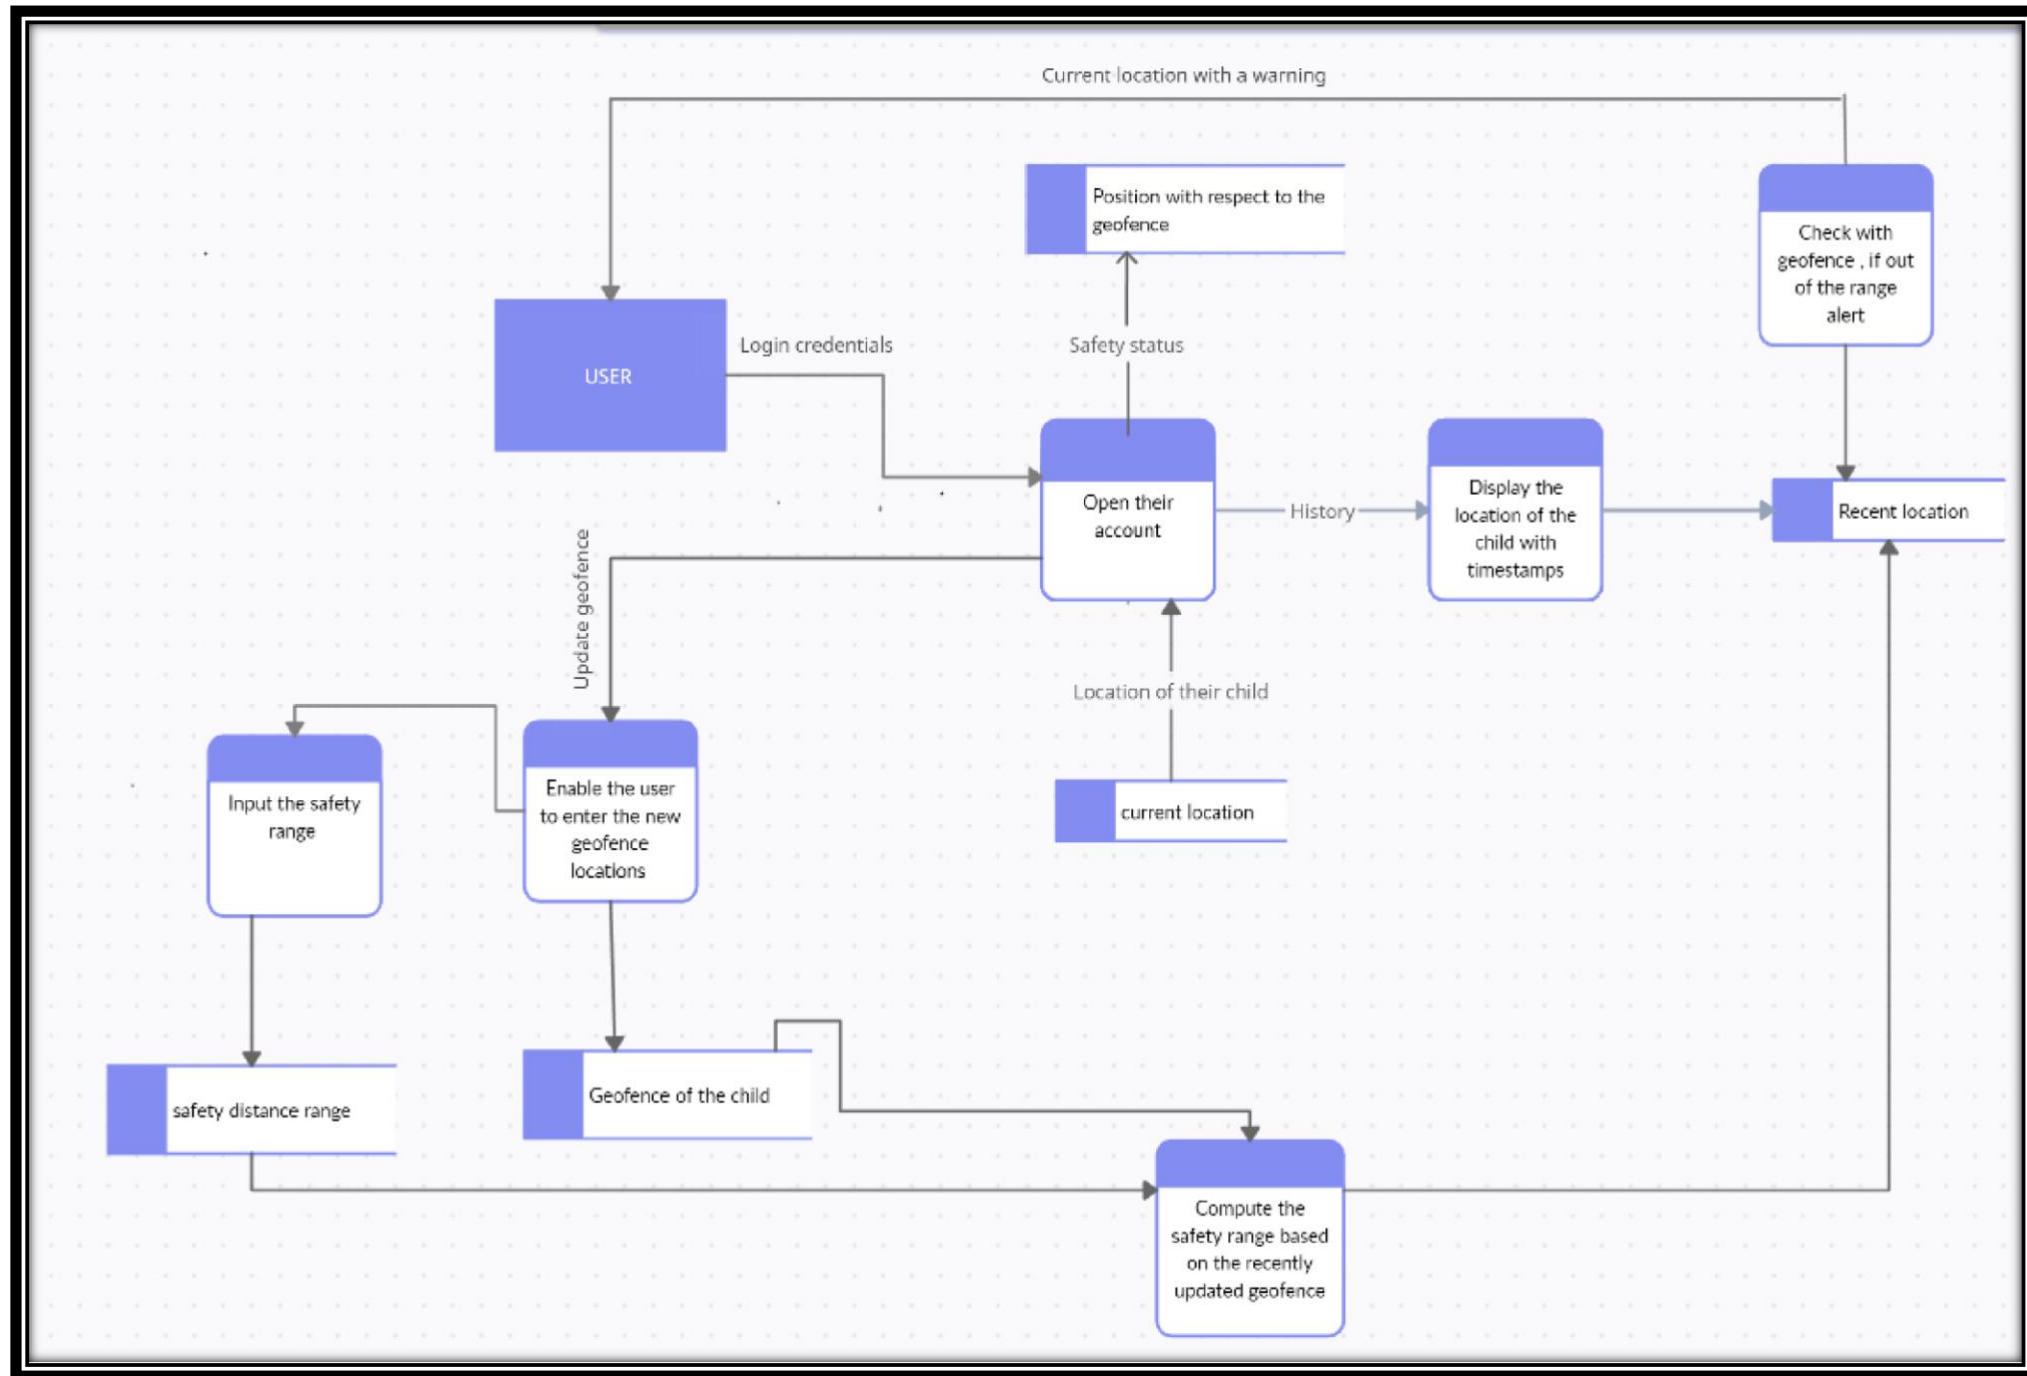 Current location with a warning
Position with respect to the
geofence
Check with
geofence , if out
of the range
alert
Login credentials
Safety status
USER
Open their
account
History
Display the
location of the
child with
timestamps
Recent location
Update geofence
Location of their child
Input the safety
range
Enable the user
to enter the new
geofence
locations
current location
safety distance range
Geofence of the child
Compute the
safety range based
on the recently
updated geofence